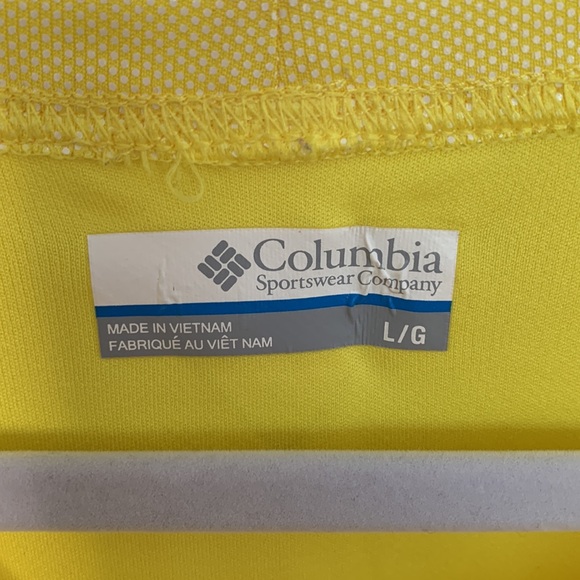 Columbia
Sportswear Company
MADE IN VIETNAM
FABRIQUÉ AU VIÊT NAM
L/G